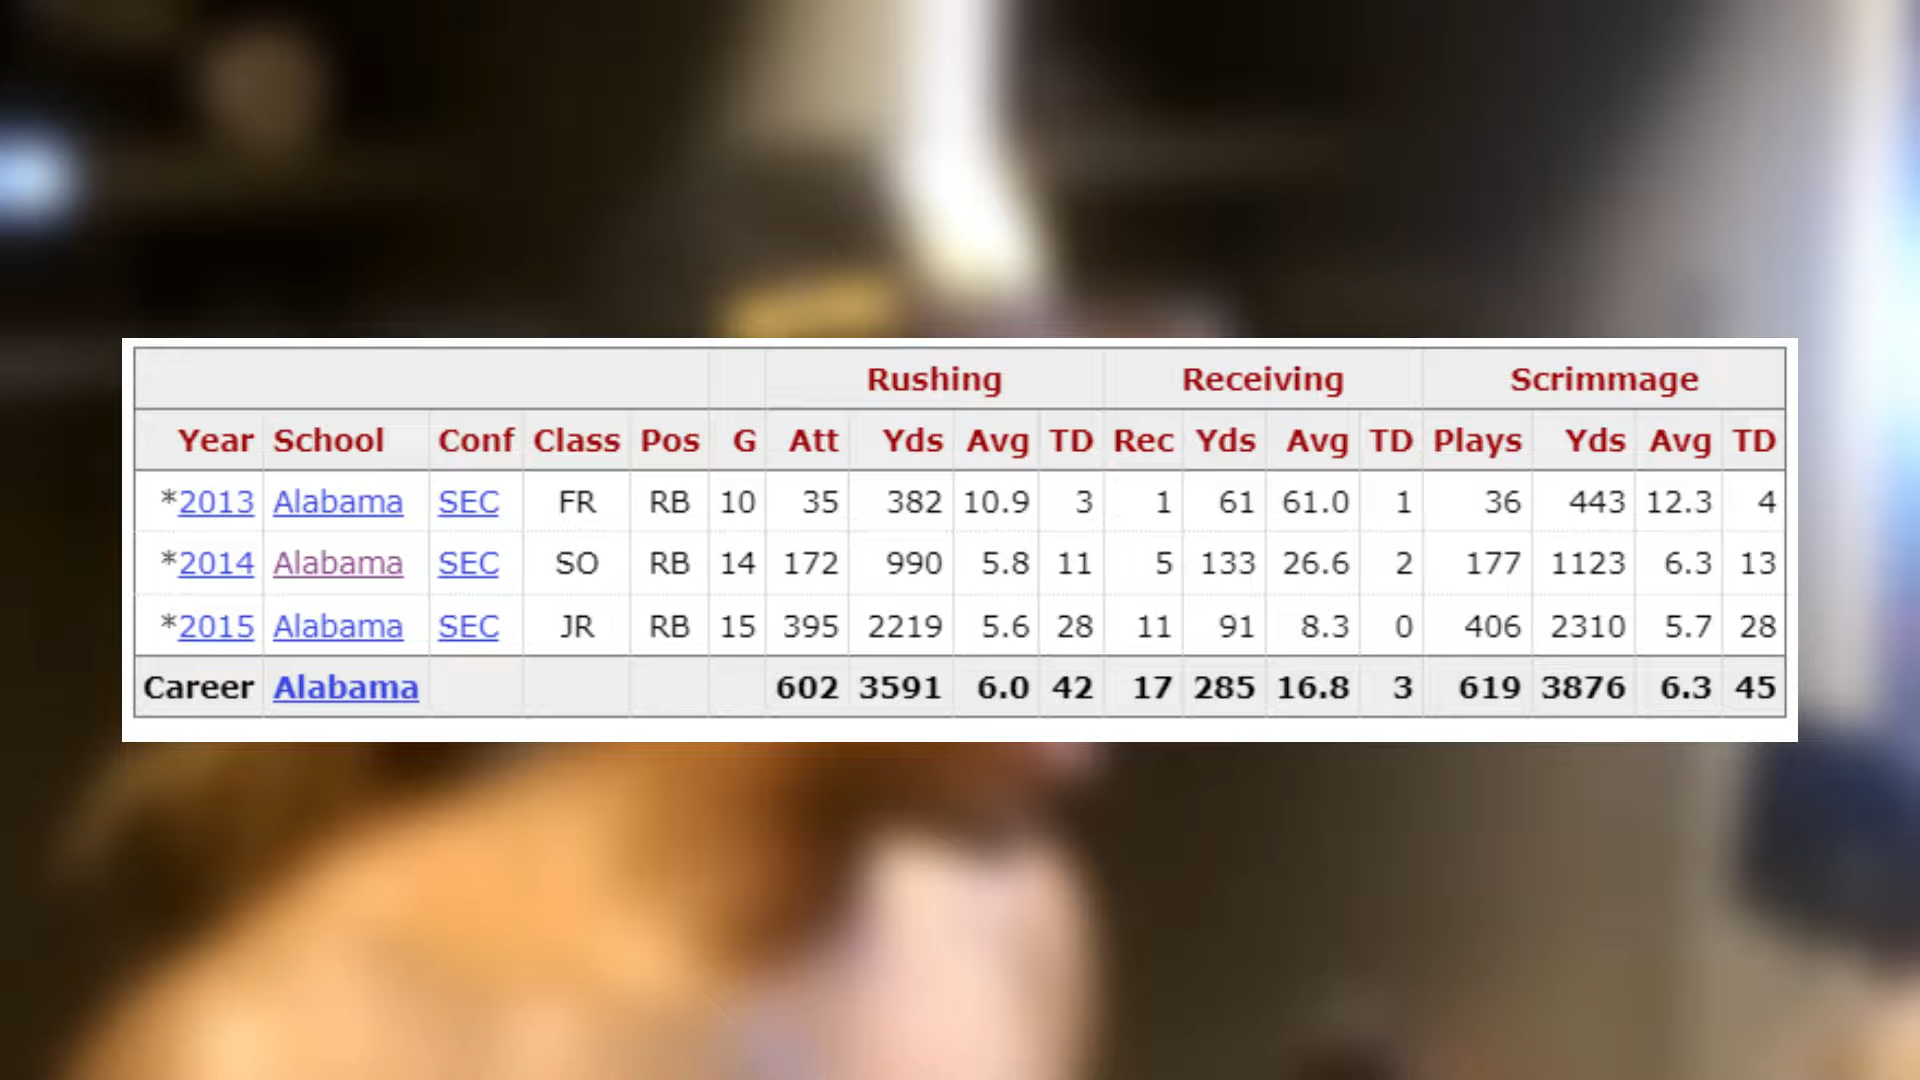 Rushing Receiving Scrimmage
Year School Conf Class Pos G Att Yds Avg TD Rec Yds Avg TD Plays Yds Avg TD
*2013 Alabama SEC FR RB 10 35 382 10.9 3 1 61 61.0 1 36 443 12.3 4
*2014 Alabama SEC SO RB 14 172 990 5.8 11 5 133 26.6 2 177 1123 6.3 13
*2015 Alabama SEC JR RB 15 395 2219 5.6 28 11 91 8.3 0 406 2310 5.7 28
Career Alabama 602 3591 6.0 42 17 285 16.8 3 619 3876 6.3 45